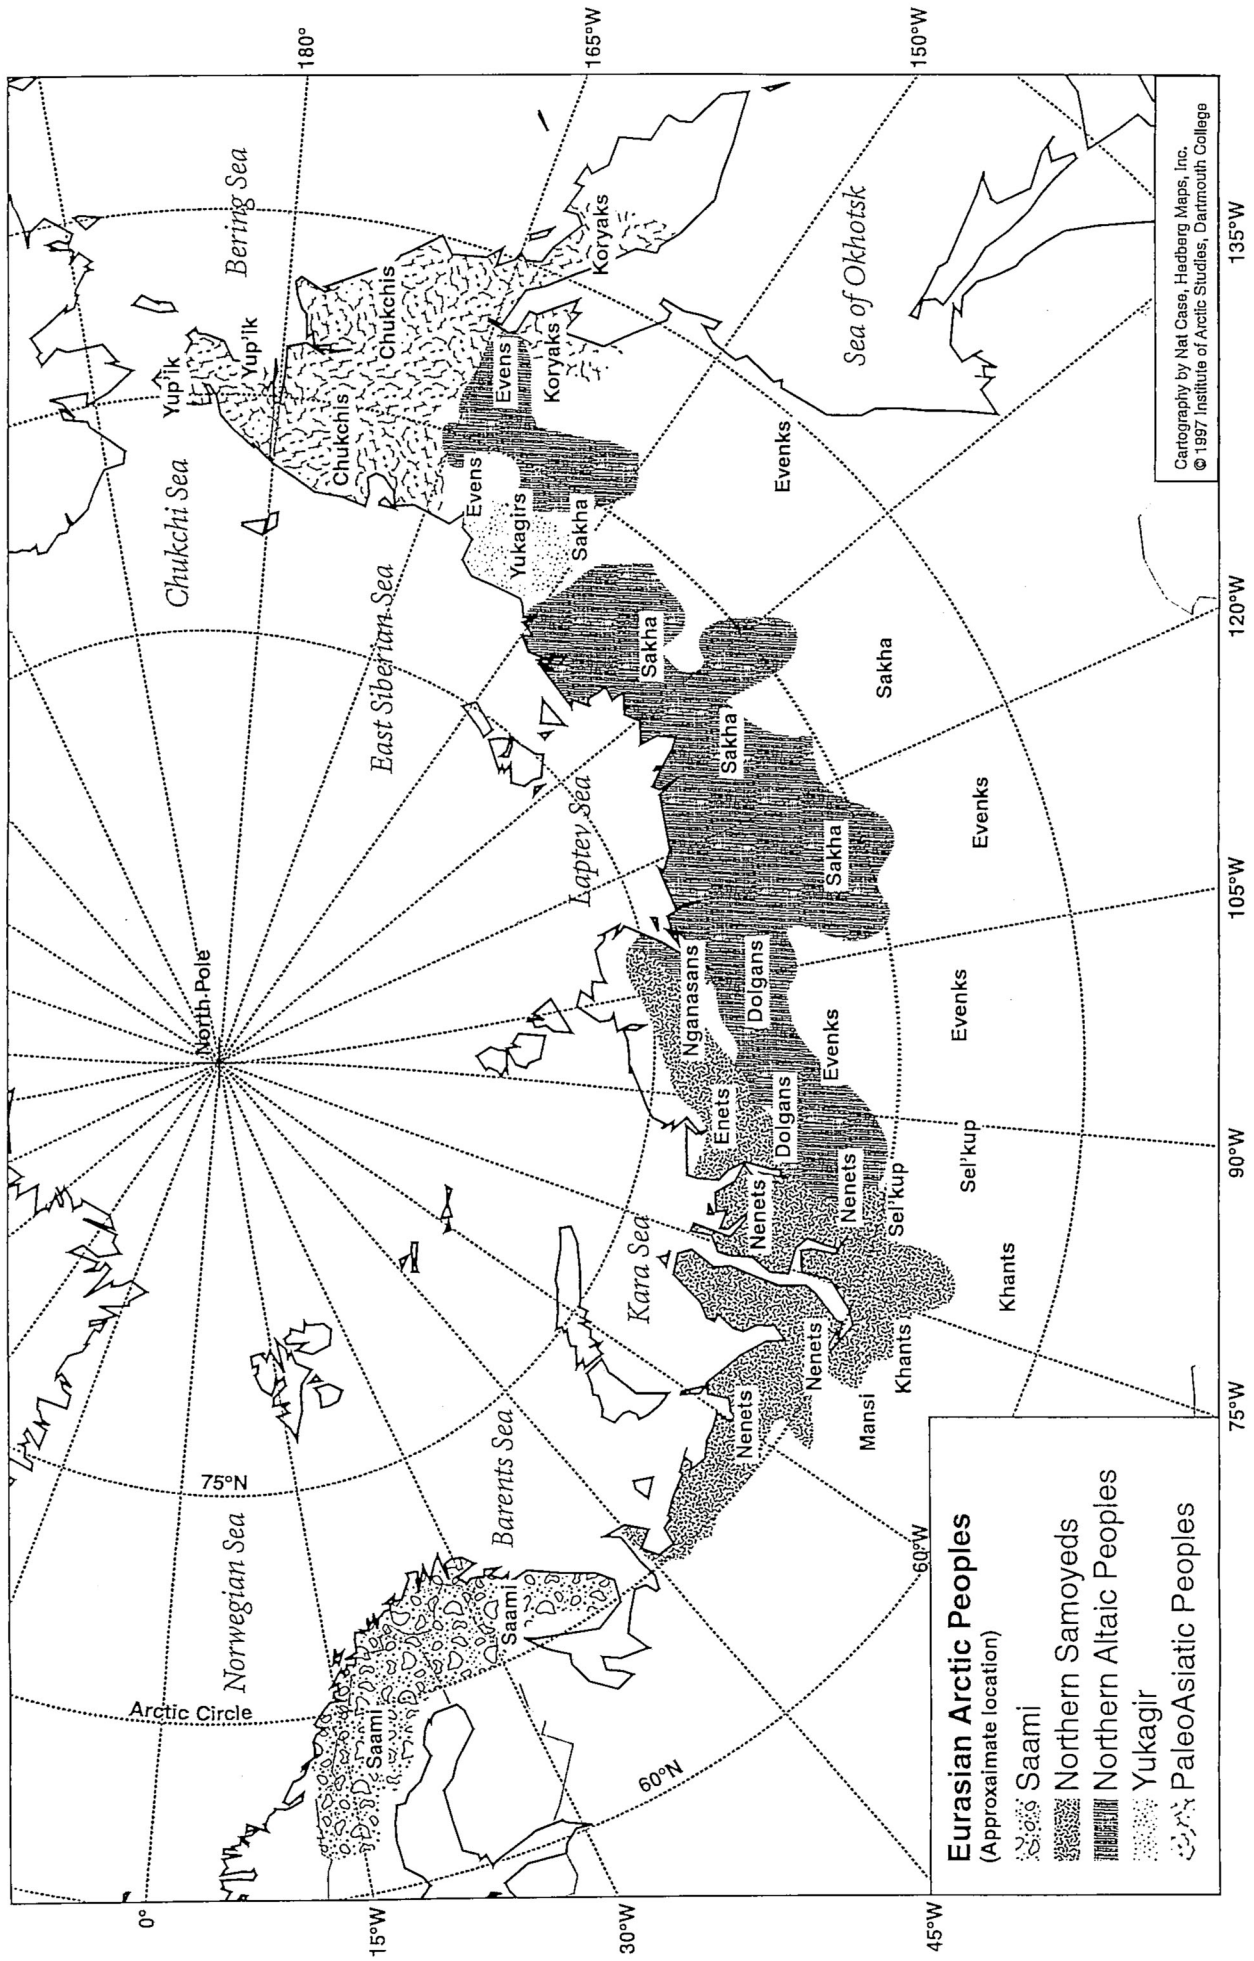 0°
15°W
30°W
45°W
180°
165°W
150°W
Arctic Circle
75°N
North Pole
Norwegian Sea
Chukchi Sea
Bering Sea
Yup'Ik
Yup'Ik
Chukchis
Chukchis
Saami
East Siberian Sea
Barents Sea
Saami
Evens
Evens
Yukagirs
Koryaks
Koryaks
Sakha
Laptev Sea
Kara Sea
60°N
Sakha
Nganasans
Enets
Sakha
Nenets
Nenets
Dolgans
Dolgans
Evenks
Nenets
Nenets
Evenks
Sakha
Sea of Okhotsk
Mansi
Khants
Sel'kup
Sakha
60°W
Evenks
Sel'kup
Evenks
Khants
Eurasian Arctic Peoples
(Approxaimate location)
Saami
Northern Samoyeds
Northern Altaic Peoples
Yukagir
PaleoAsiatic Peoples
Cartography by Nat Case, Hedberg Maps, Inc.
© 1997 Institute of Arctic Studies, Dartmouth College
75°W
90°W
105°W
120°W
135°W